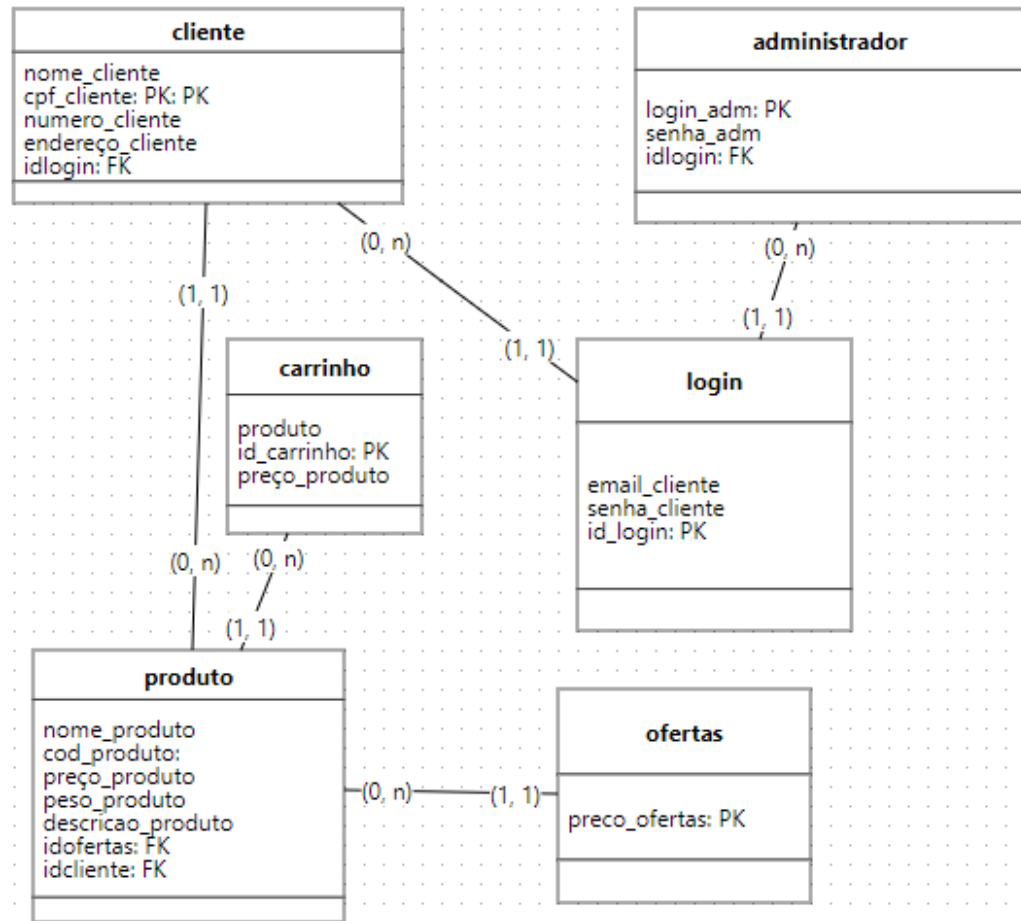 cliente
nome_cliente
cpf_cliente: PK: PK
numero_cliente
endereço_cliente
idlogin: FK
administrador
login_adm: PK
senha_adm
idlogin: FK
(0, n)
(0, n)
(1, 1)
(1, 1)
(1, 1)
carrinho
produto
id_carrinho: PK
preço_produto
login
email_cliente
senha_cliente
id_login: PK
(0, n)
(0, n)
(1, 1)
produto
nome_produto
cod_produto:
preço_produto
peso_produto
descricao_produto
idofertas: FK
idcliente: FK
(0, n)
(1, 1)
ofertas
preco_ofertas: PK